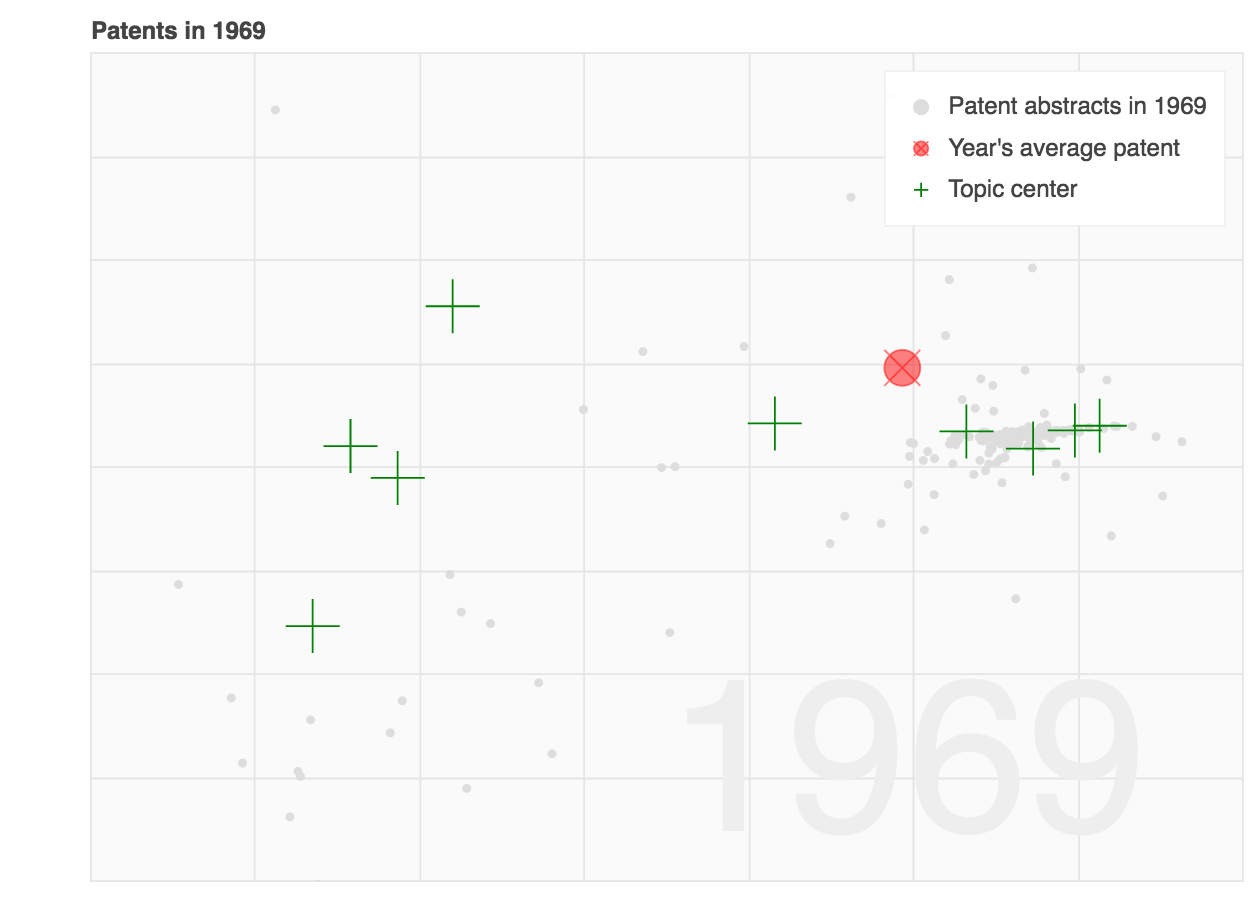 Patents in 1969
Patent abstracts in 1969
Year's average patent
Topic center
1969